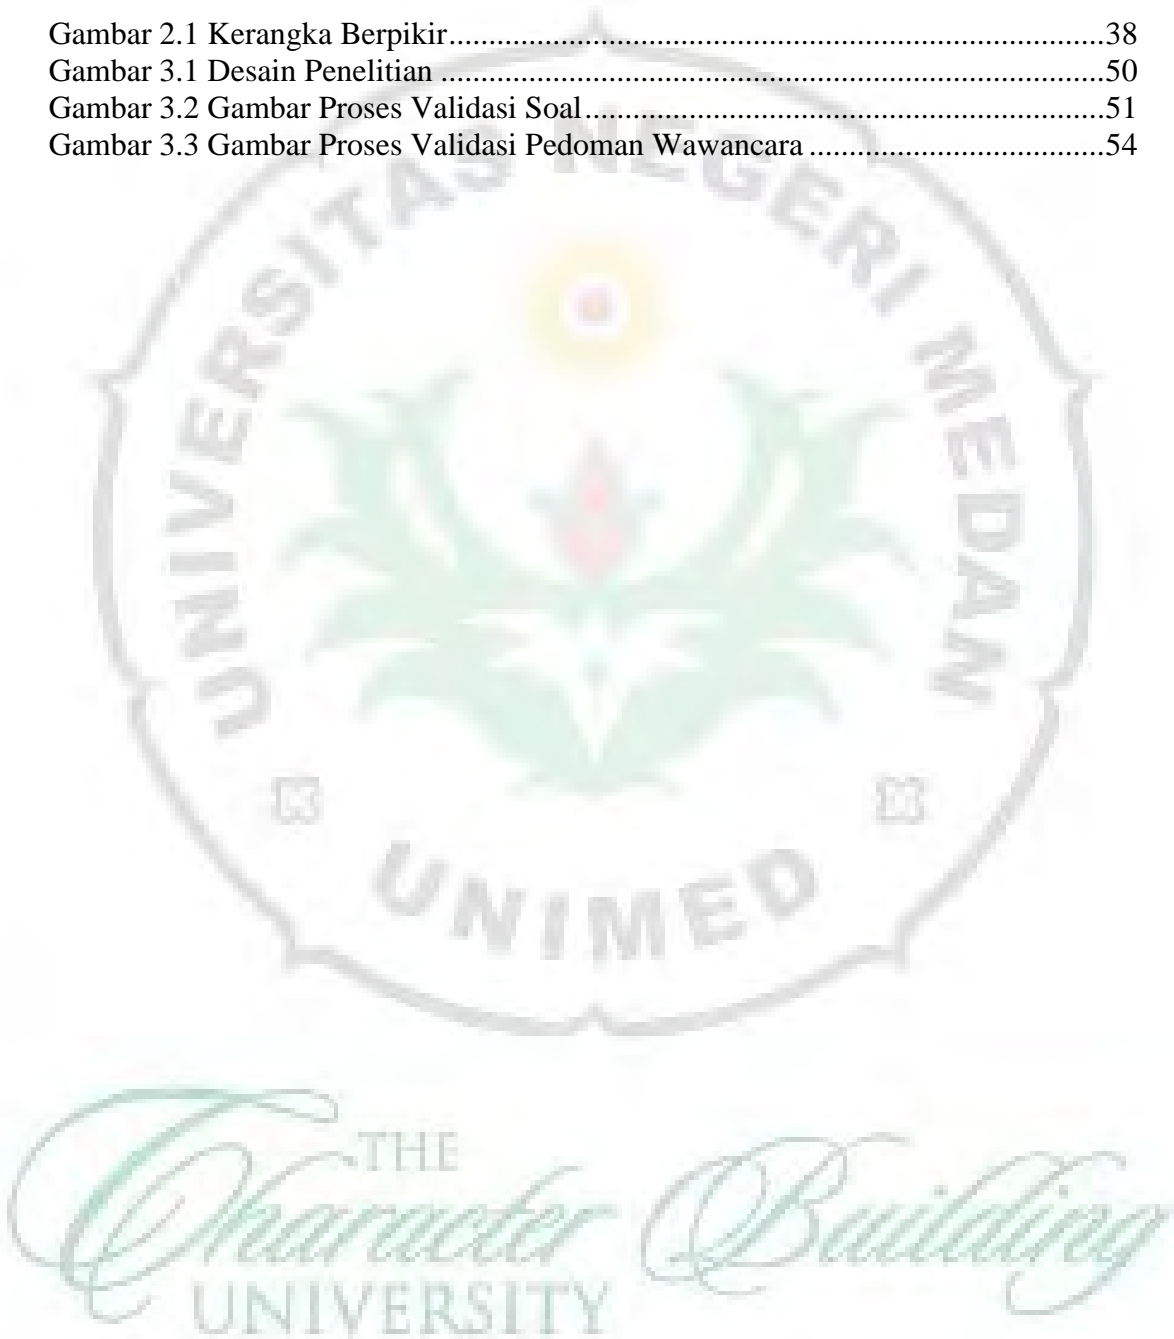 Gambar 2.1 Kerangka Berpikir..................................................................................38
Gambar 3.1 Desain Penelitian ...................................................................................50
Gambar 3.2 Gambar Proses Validasi Soal.................................................................51
Gambar 3.3 Gambar Proses Validasi Pedoman Wawancara .....................................54
UNIVERSITAS NEGERI MEDAN
UNIMED
THE
Character Building
UNIVERSITY